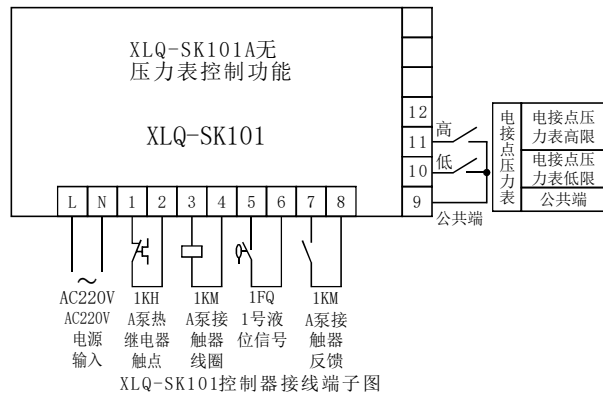 XLQ-SK101A无
压力表控制功能
XLQ-SK101
12
11
10
9
高
低
公共端
电接点压力表
电接点压
力表高限
电接点压
力表低限
公共端
L N 1 2 3 4 5 6 7 8
~
AC220V
AC220V
电源
输入
1KH
A泵热
继电器
触点
1KM
A泵接
触器
线圈
1FQ
1号液
位信号
1KM
A泵接
触器
反馈
XLQ-SK101控制器接线端子图